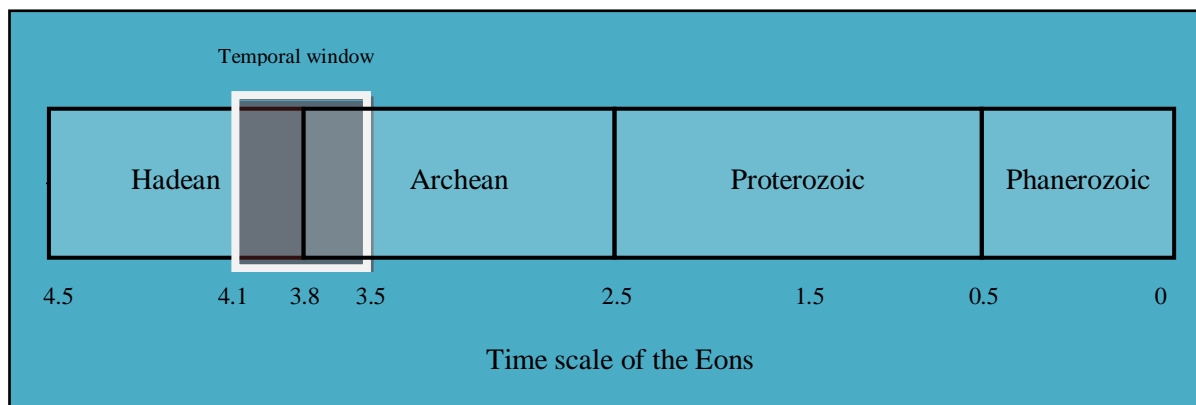 Temporal window
Hadean Archean Proterozoic Phanerozoic
4.5 4.1 3.8 3.5 2.5 1.5 0.5 0
Time scale of the Eons